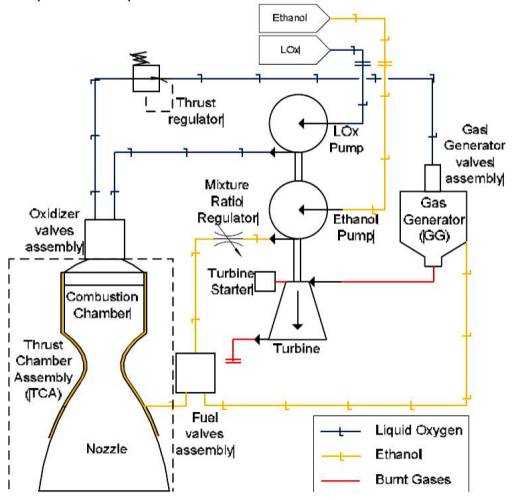 Ethanol
LOx
Thrust
regulator
LOx
Pump
Gas
Generator
valves
assembly
Mixture
Ratio
Regulator
Ethanol
Pump
Gas
Generator
(GG)
Oxidizer
valves
assembly
Turbine
Starter
Combustion
Chamber
Thrust
Chamber
Assembly
(TCA)
Turbine
Nozzle
Fuel
valves
assembly
Liquid Oxygen
Ethanol
Burnt Gases